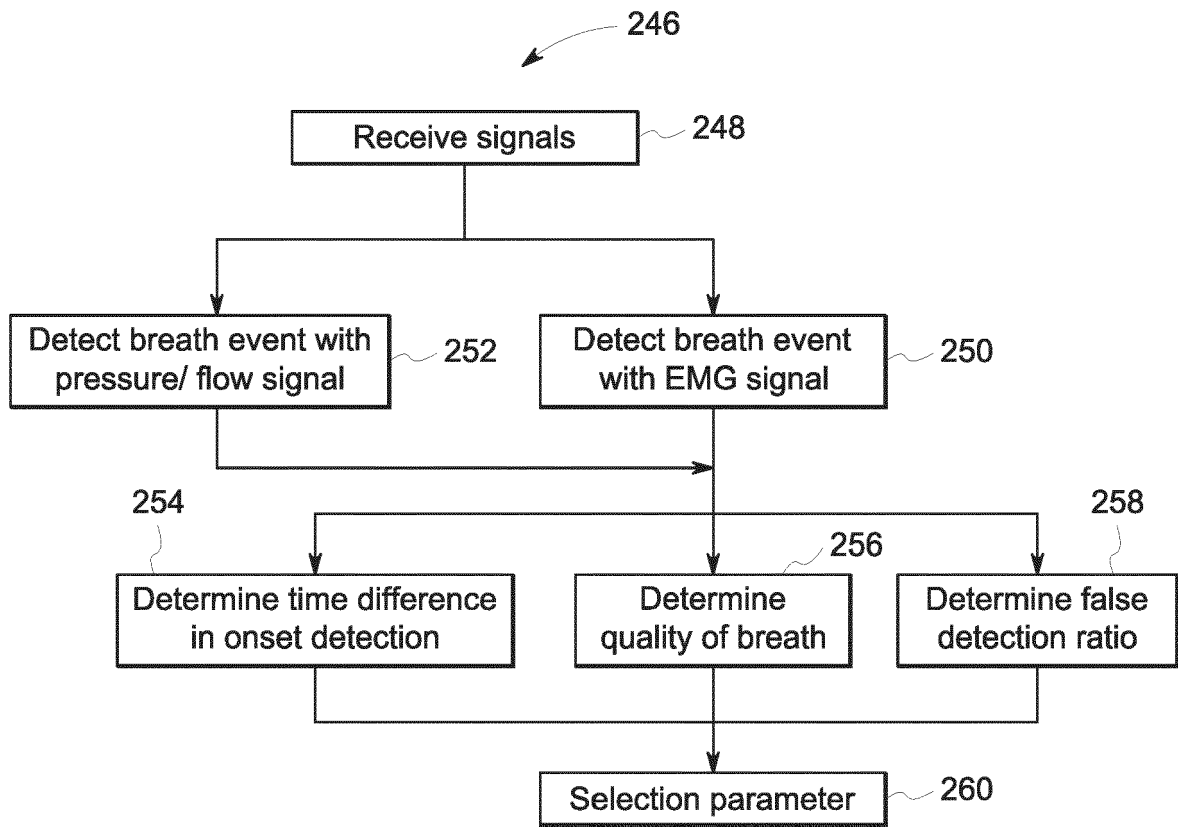 246
Receive signals
248
Detect breath event with
pressure/ flow signal
252
Detect breath event
with EMG signal
250
254
256
258
Determine time difference
in onset detection
Determine
quality of breath
Determine false
detection ratio
Selection parameter
260